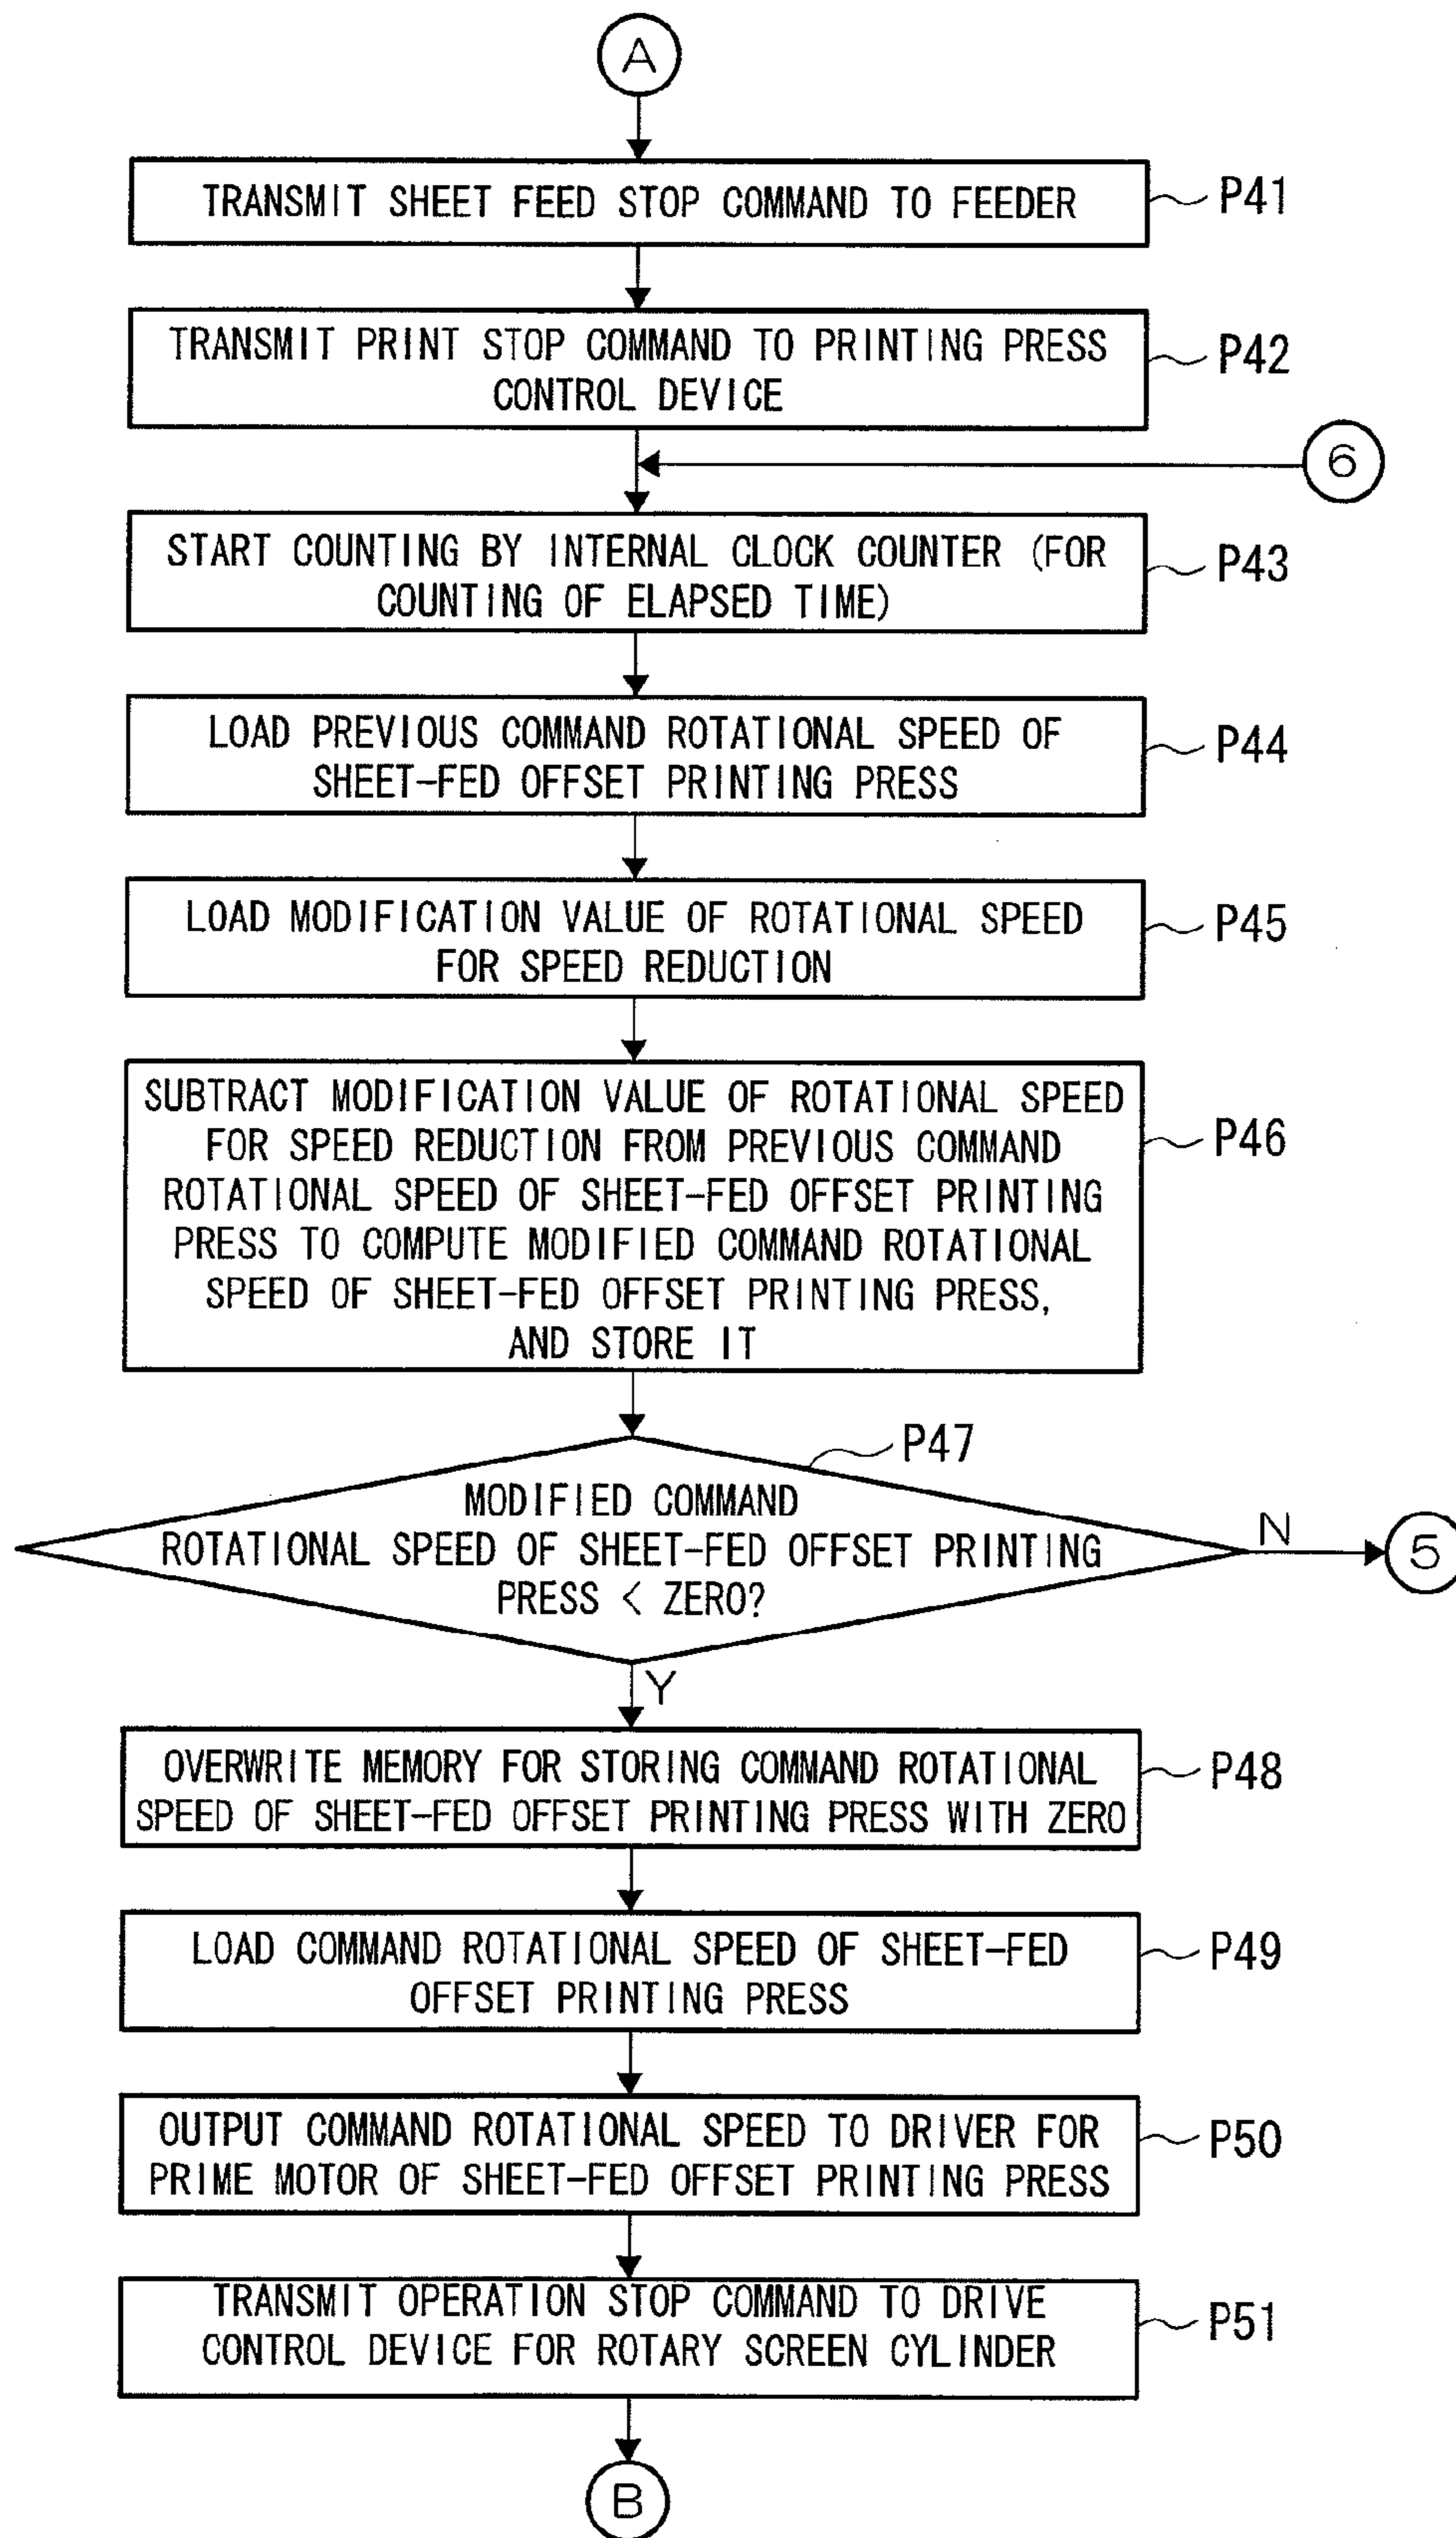 A
TRANSMIT SHEET FEED STOP COMMAND TO FEEDER
P41
TRANSMIT PRINT STOP COMMAND TO PRINTING PRESS
CONTROL DEVICE
P42
6
START COUNTING BY INTERNAL CLOCK COUNTER (FOR
COUNTING OF ELAPSED TIME)
P43
LOAD PREVIOUS COMMAND ROTATIONAL SPEED OF
SHEET-FED OFFSET PRINTING PRESS
P44
LOAD MODIFICATION VALUE OF ROTATIONAL SPEED
FOR SPEED REDUCTION
P45
SUBTRACT MODIFICATION VALUE OF ROTATIONAL SPEED
FOR SPEED REDUCTION FROM PREVIOUS COMMAND
ROTATIONAL SPEED OF SHEET-FED OFFSET PRINTING
PRESS TO COMPUTE MODIFIED COMMAND ROTATIONAL
SPEED OF SHEET-FED OFFSET PRINTING PRESS,
AND STORE IT
P46
P47
MODIFIED COMMAND
ROTATIONAL SPEED OF SHEET-FED OFFSET PRINTING
PRESS < ZERO?
N
5
Y
OVERWRITE MEMORY FOR STORING COMMAND ROTATIONAL
SPEED OF SHEET-FED OFFSET PRINTING PRESS WITH ZERO
P48
LOAD COMMAND ROTATIONAL SPEED OF SHEET-FED
OFFSET PRINTING PRESS
P49
OUTPUT COMMAND ROTATIONAL SPEED TO DRIVER FOR
PRIME MOTOR OF SHEET-FED OFFSET PRINTING PRESS
P50
TRANSMIT OPERATION STOP COMMAND TO DRIVE
CONTROL DEVICE FOR ROTARY SCREEN CYLINDER
P51
B